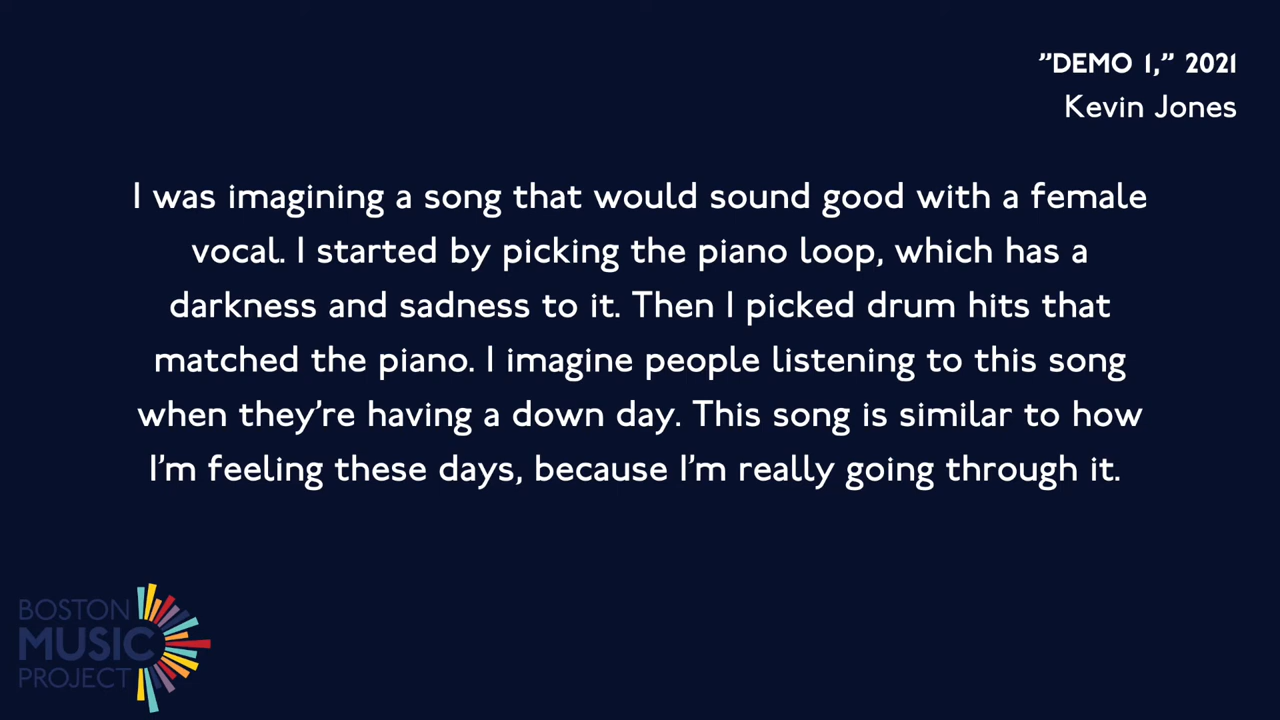 ”DEMO 1,” 2021
Kevin Jones
I was imagining a song that would sound good with a female
vocal. I started by picking the piano loop, which has a
darkness and sadness to it. Then I picked drum hits that
matched the piano. I imagine people listening to this song
when they’re having a down day. This song is similar to how
I’m feeling these days, because I’m really going through it.
BOSTON
MUSIC
PROJECT